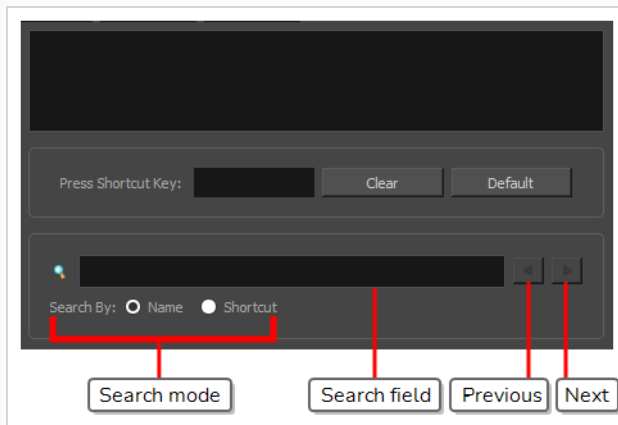 Press Shortcut Key: Clear Default
Search By: Name Shortcut
Search mode Search field Previous Next